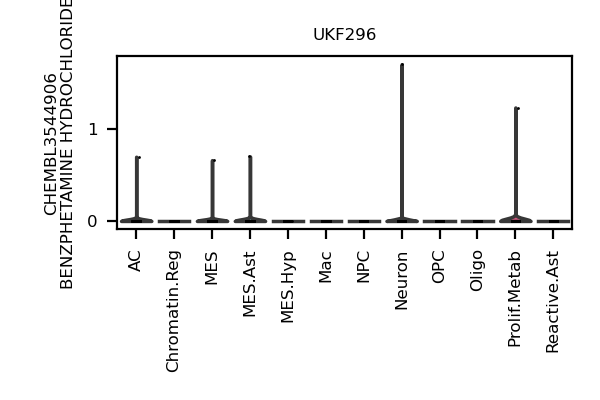 UKF296
CHEMBL3544906
BENZPHETAMINE HYDROCHLORIDE
1
0
AC
Chromatin.Reg
MES
MES.Ast
MES.Hyp
Mac
NPC
Neuron
OPC
Oligo
Prolif.Metab
Reactive.Ast